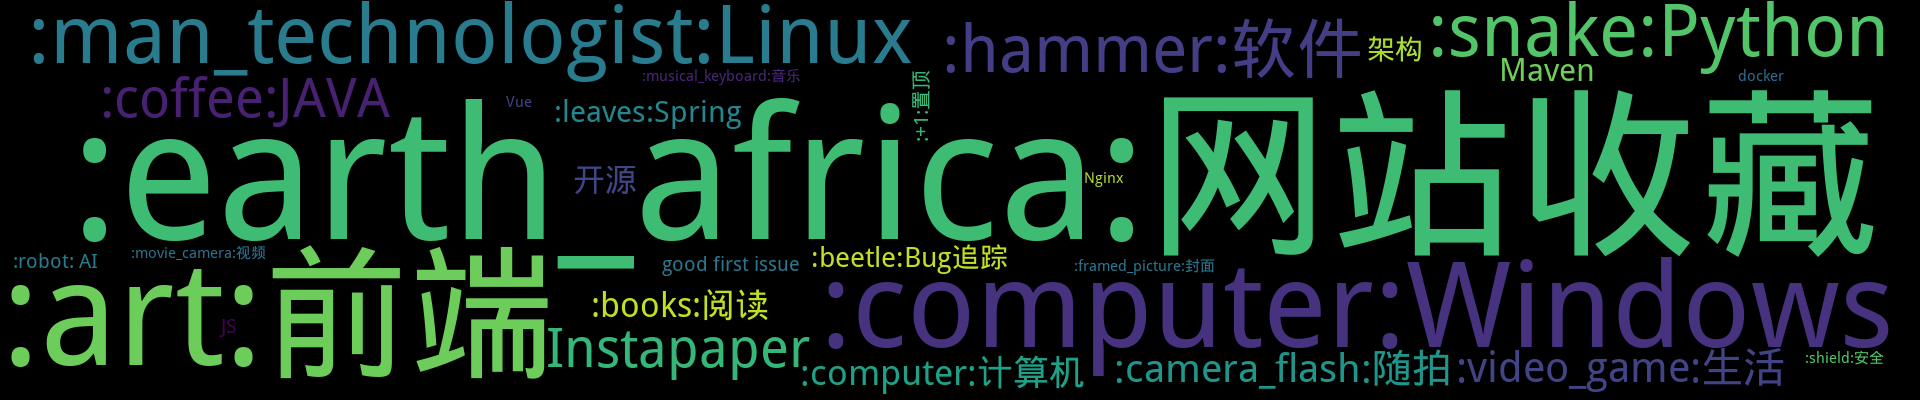 :man_technologist:Linux
:hammer:软件
架构
:snake:Python
:coffee:JAVA
:musical_keyboard:音乐
Maven
docker
Vue
:leaves:Spring
:+1:置顶
:earth_africa:网站收藏
开源
Nginx
:robot: AI
:movie_camera:视频
good first issue
:beetle:Bug追踪
:framed_picture:封面
:art:前端
JS
:books:阅读
:computer:Windows
Instapaper
:computer:计算机
:camera_flash:随拍
:video_game:生活
:shield:安全